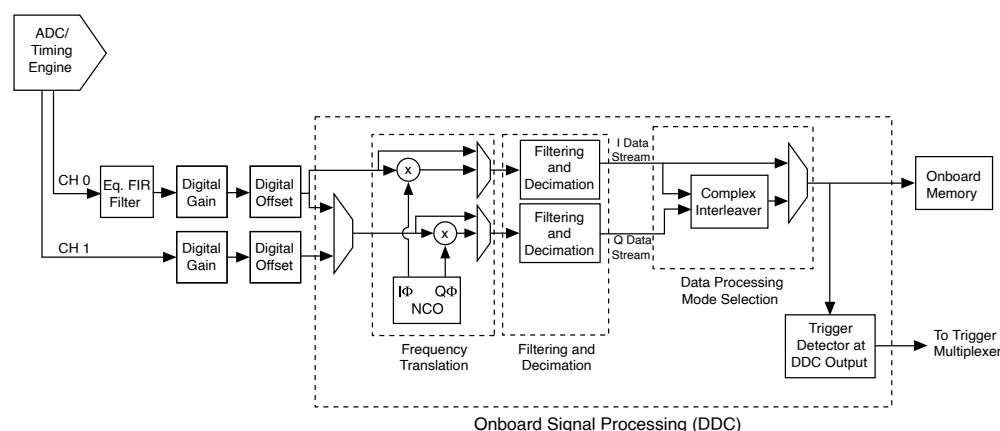 ADC/
Timing
Engine
CH 0
Eq. FIR
Filter
Digital
Gain
Digital
Offset
CH 1
Digital
Gain
Digital
Offset
x
x
IΦ
QΦ
NCO
Frequency
Translation
Filtering
and
Decimation
Filtering
and
Decimation
Filtering and
Decimation
I Data
Stream
Q Data
Stream
Complex
Interleaver
Data Processing
Mode Selection
Onboard
Memory
Trigger
Detector at
DDC Output
To Trigger
Multiplexer
Onboard Signal Processing (DDC)